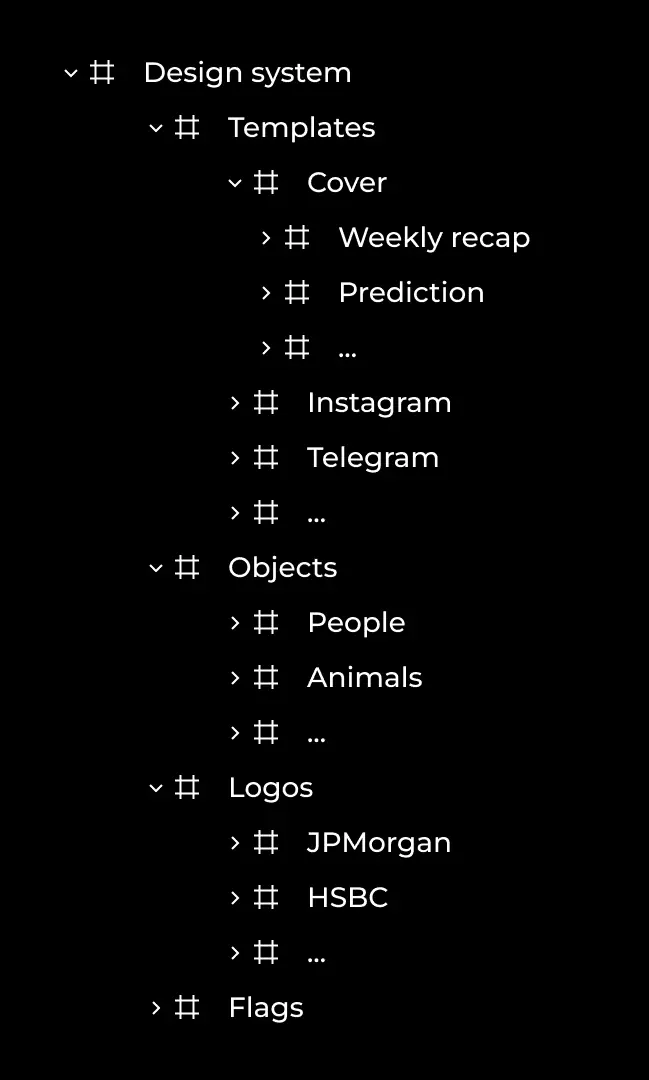 Design system
Templates
Cover
Weekly recap
Prediction
...
Instagram
Telegram
...
Objects
People
Animals
...
Logos
JPMorgan
HSBC
...
Flags